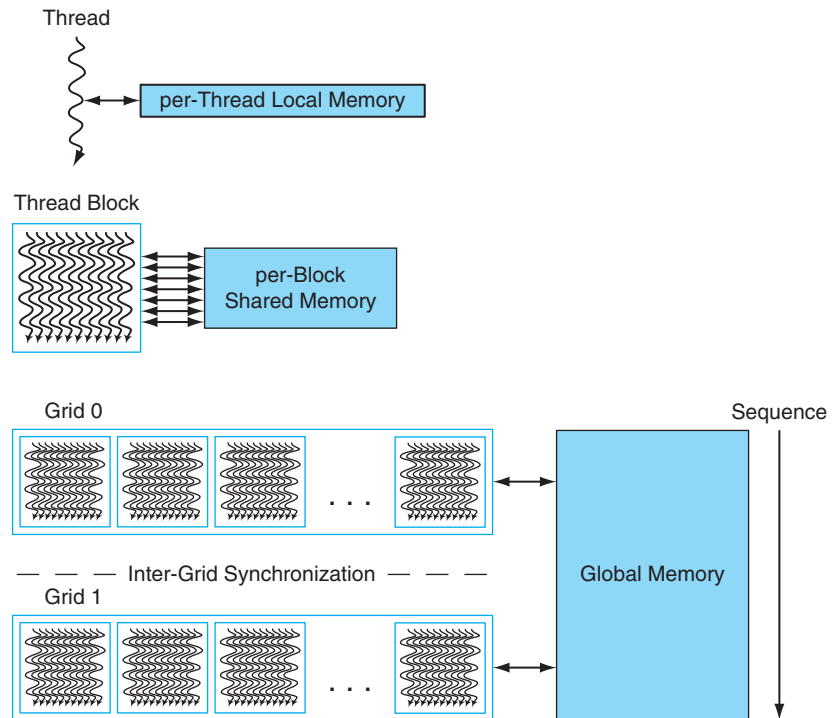 Thread
per-Thread Local Memory
Thread Block
per-Block
Shared Memory
Grid 0
Sequence
. . .
Inter-Grid Synchronization
Global Memory
Grid 1
. . .